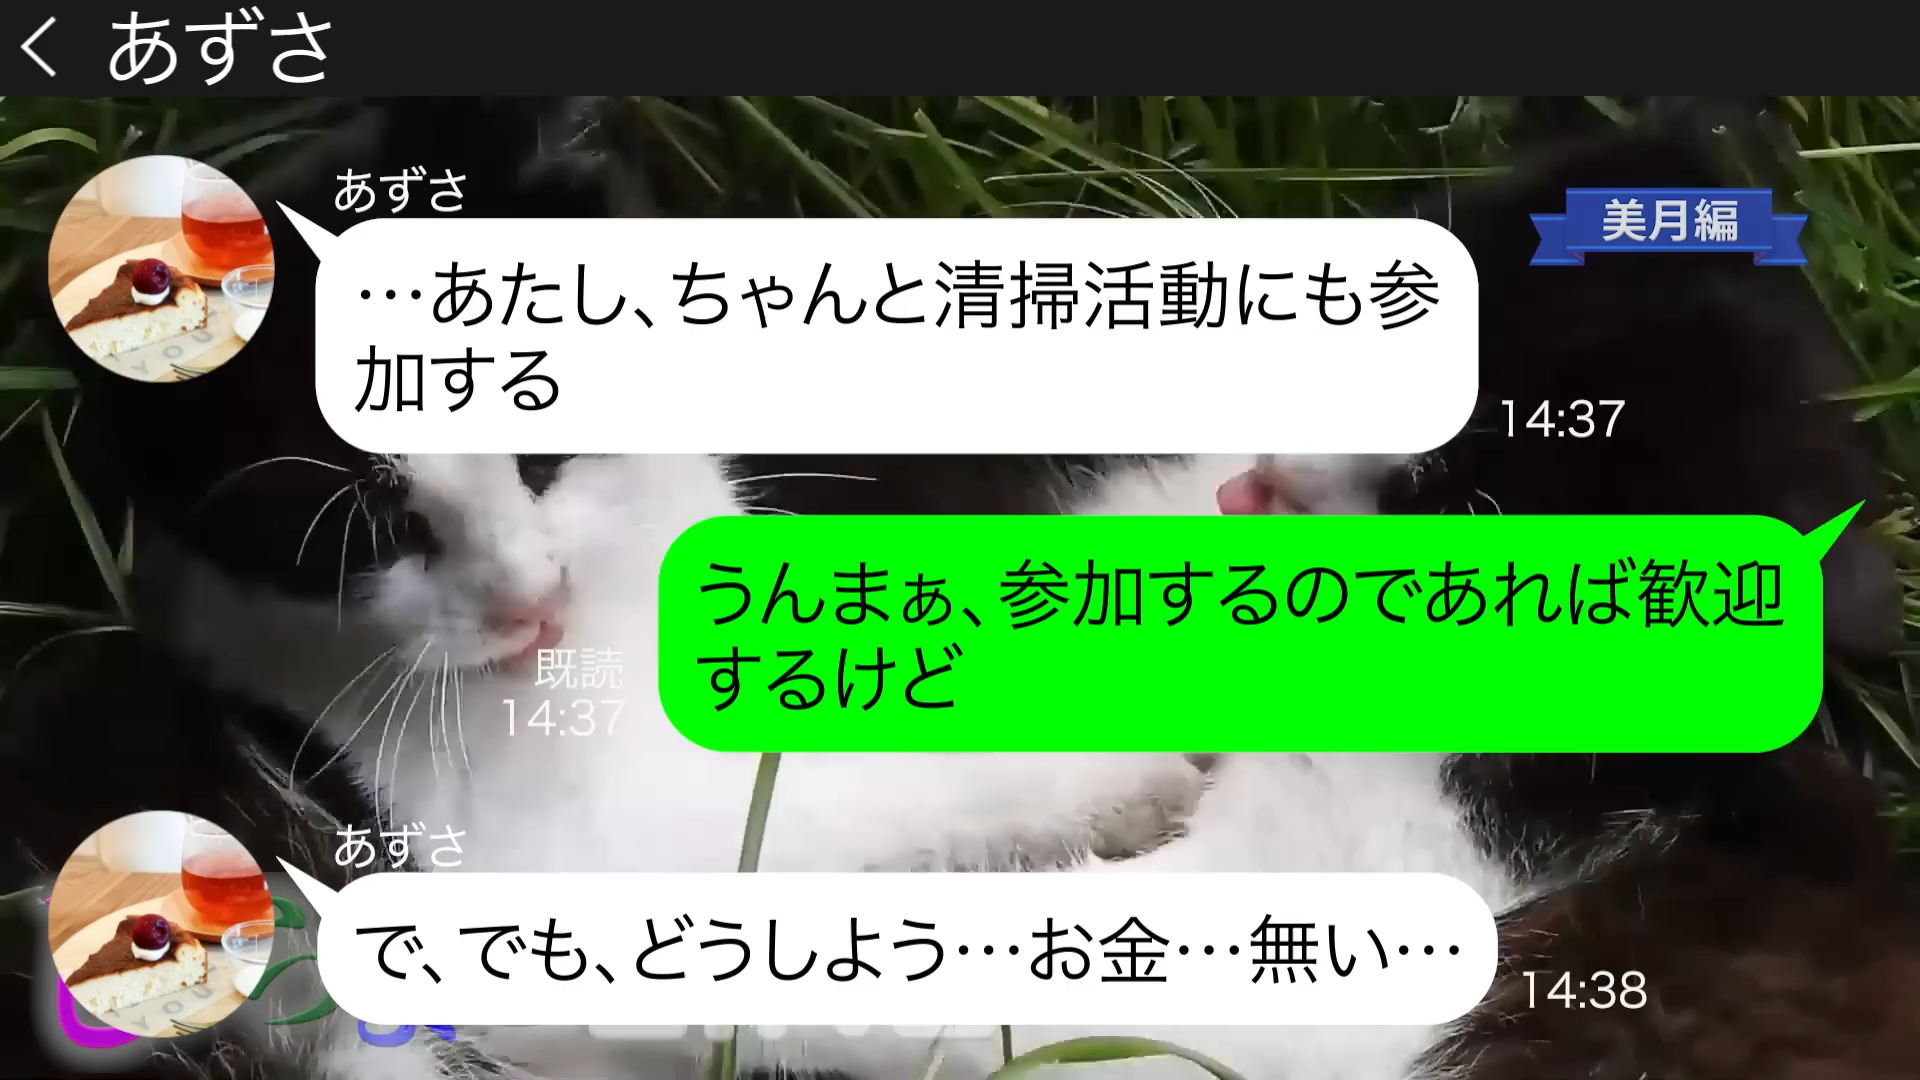 あずさ
あずさ
美月編
…あたし、ちゃんと清掃活動にも参
加する
14:37
うんまぁ、参加するのであれば歓迎
するけど
既読
14:37
あずさ
で、でも、どうしよう…お金…無い…
14:38